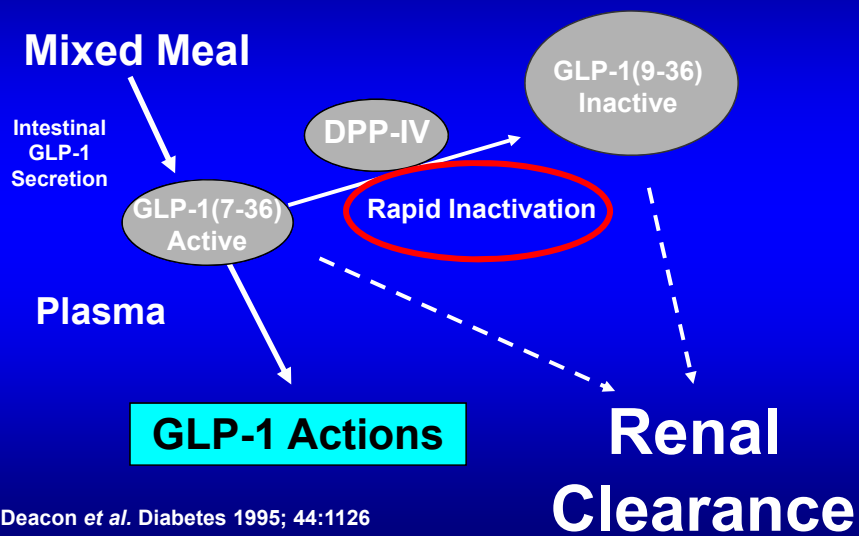 Mixed Meal
Intestinal
GLP-1
Secretion
DPP-IV
GLP-1(9-36)
Inactive
GLP-1(7-36)
Active
Rapid Inactivation
Plasma
GLP-1 Actions
Renal
Clearance
Deacon et al. Diabetes 1995; 44:1126